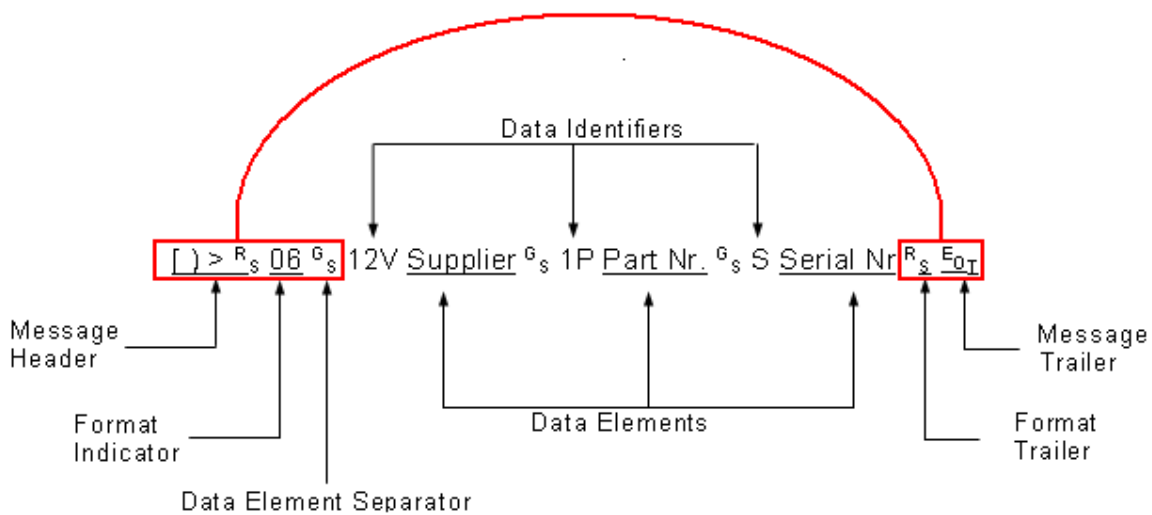 Data Identifiers
[ ) > RS 06 GS 12V Supplier GS 1P Part Nr. GS S Serial Nr RS EOT
Message
Header
Message
Trailer
Format
Indicator
Data Elements
Format
Trailer
Data Element Separator